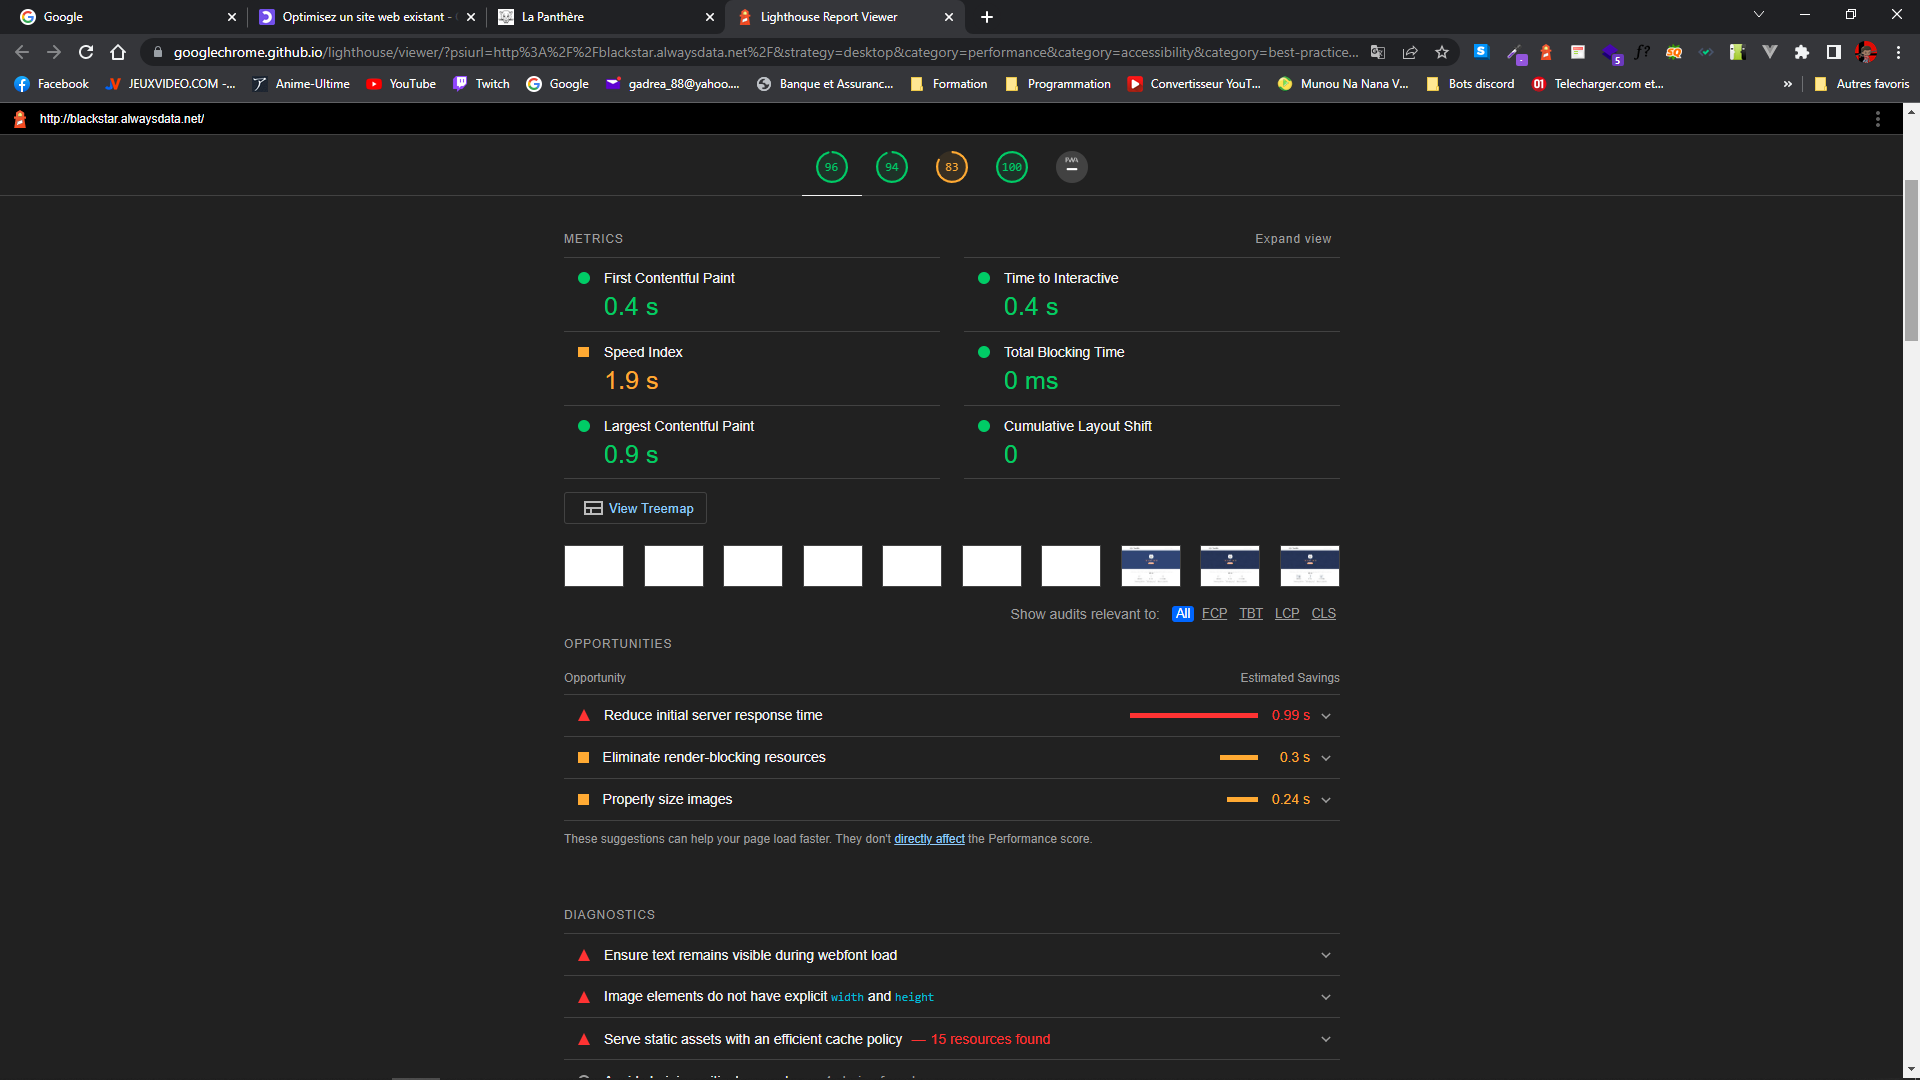 Google
Optimisez un site web existant -
La Panthère
Lighthouse Report Viewer
googlechrome.github.io/lighthouse/viewer/?psiurl=http%3A%2F%2Fblackstar.alwaysdata.net%2F&strategy=desktop&category=performance&category=accessibility&category=best-practice...
5
f?
Facebook
JEUXVIDEO.COM -...
Anime-Ultime
YouTube
Twitch
Google
gadrea_88@yahoo....
Banque et Assuranc...
Formation
Programmation
Convertisseur YouT...
Munou Na Nana V...
Bots discord
01 Telecharger.com et...
»
Autres favoris
http://blackstar.alwaysdata.net/
96
94
83
100
PWA
METRICS
Expand view
First Contentful Paint
0.4 s
Time to Interactive
0.4 s
Speed Index
1.9 s
Total Blocking Time
0 ms
Largest Contentful Paint
0.9 s
Cumulative Layout Shift
0
View Treemap
Show audits relevant to: All FCP TBT LCP CLS
OPPORTUNITIES
Opportunity
Estimated Savings
Reduce initial server response time
0.99 s
Eliminate render-blocking resources
0.3 s
Properly size images
0.24 s
These suggestions can help your page load faster. They don't directly affect the Performance score.
DIAGNOSTICS
Ensure text remains visible during webfont load
Image elements do not have explicit width and height
Serve static assets with an efficient cache policy — 15 resources found